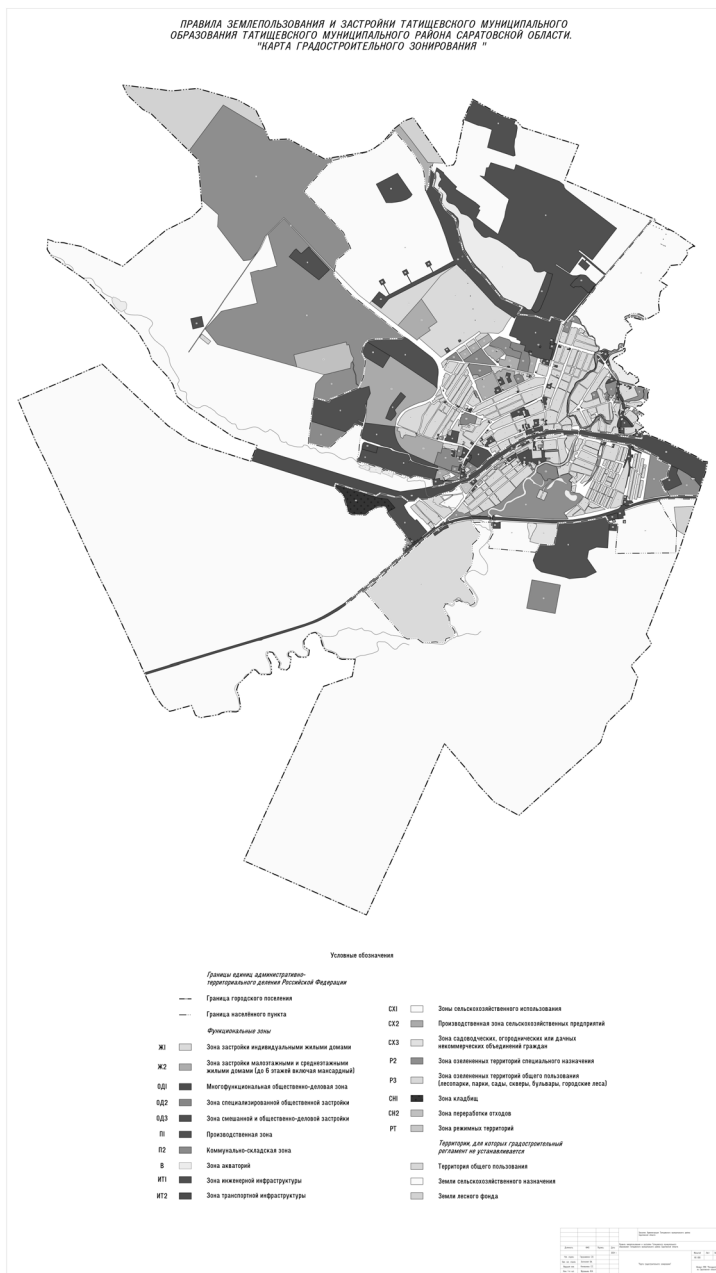 ПРАВИЛА ЗЕМЛЕПОЛЬЗОВАНИЯ И ЗАСТРОЙКИ ТАТИЩЕВСКОГО МУНИЦИПАЛЬНОГО
ОБРАЗОВАНИЯ ТАТИЩЕВСКОГО МУНИЦИПАЛЬНОГО РАЙОНА САРАТОВСКОЙ ОБЛАСТИ.
"КАРТА ГРАДОСТРОИТЕЛЬНОГО ЗОНИРОВАНИЯ "
Условные обозначения
Границы единиц административно-
территориального деления Российской Федерации
Граница городского поселения
Граница населённого пункта
Функциональные зоны
Ж1 Зона застройки индивидуальными жилыми домами
Ж2 Зона застройки малоэтажными и среднеэтажными
жилыми домами (до 6 этажей включая мансардный)
ОД1 Многофункциональная общественно-деловая зона
ОД2 Зона специализированной общественной застройки
ОД3 Зона смешанной и общественно-деловой застройки
П1 Производственная зона
П2 Коммунально-складская зона
В Зона акваторий
ИТ1 Зона инженерной инфраструктуры
ИТ2 Зона транспортной инфраструктуры
СХ1 Зоны сельскохозяйственного использования
СХ2 Производственная зона сельскохозяйственных предприятий
СХ3 Зона садоводческих, огороднических или дачных
некоммерческих объединений граждан
Р2 Зона озелененных территорий специального назначения
Р3 Зона озелененных территорий общего пользования
(лесопарки, парки, сады, скверы, бульвары, городские леса)
СН1 Зона кладбищ
СН2 Зона переработки отходов
РТ Зона режимных территорий
Территории, для которых градостроительный
регламент не устанавливается
Территория общего пользования
Земли сельскохозяйственного назначения
Земли лесного фонда